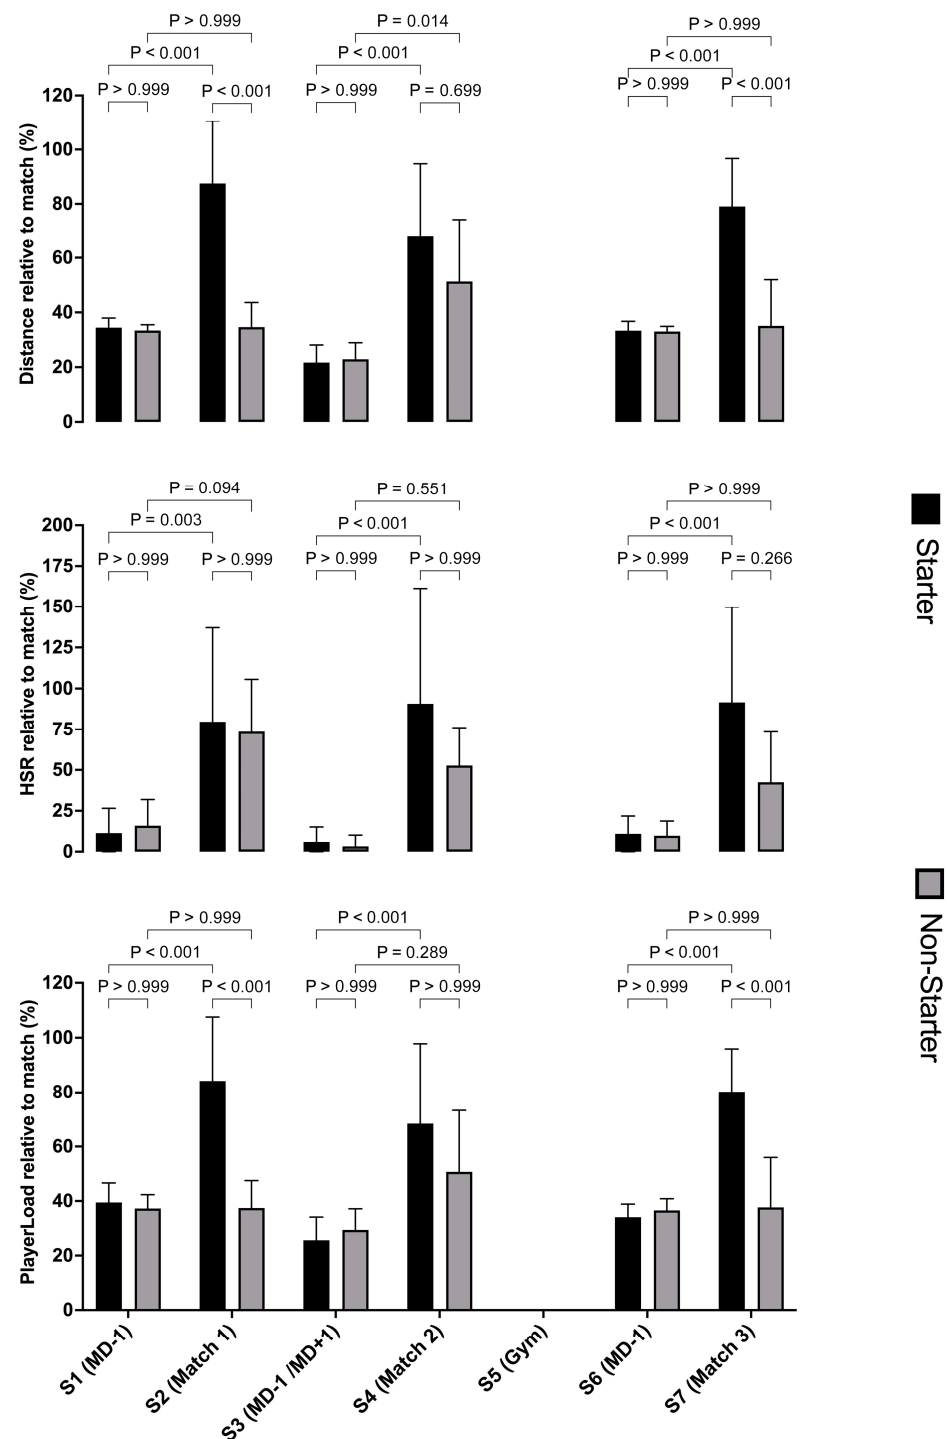 P > 0.999
P = 0.014
P > 0.999
P < 0.001
P < 0.001
P < 0.001
P > 0.999
P < 0.001
P > 0.999
P = 0.699
P > 0.999
P < 0.001
120
100
80
60
40
20
0
Distance relative to match (%)
P = 0.094
P = 0.551
P > 0.999
P = 0.003
P < 0.001
P < 0.001
P > 0.999
P > 0.999
P > 0.999
P > 0.999
P > 0.999
P = 0.266
200
175
150
125
100
75
50
25
0
HSR relative to match (%)
P > 0.999
P < 0.001
P > 0.999
P < 0.001
P = 0.289
P < 0.001
P > 0.999
P < 0.001
P > 0.999
P > 0.999
P > 0.999
P < 0.001
120
100
80
60
40
20
0
PlayerLoad relative to match (%)
S1 (MD-1)
S2 (Match 1)
S3 (MD-1 /MD+1)
S4 (Match 2)
S5 (Gym)
S6 (MD-1)
S7 (Match 3)
Starter
Non-Starter